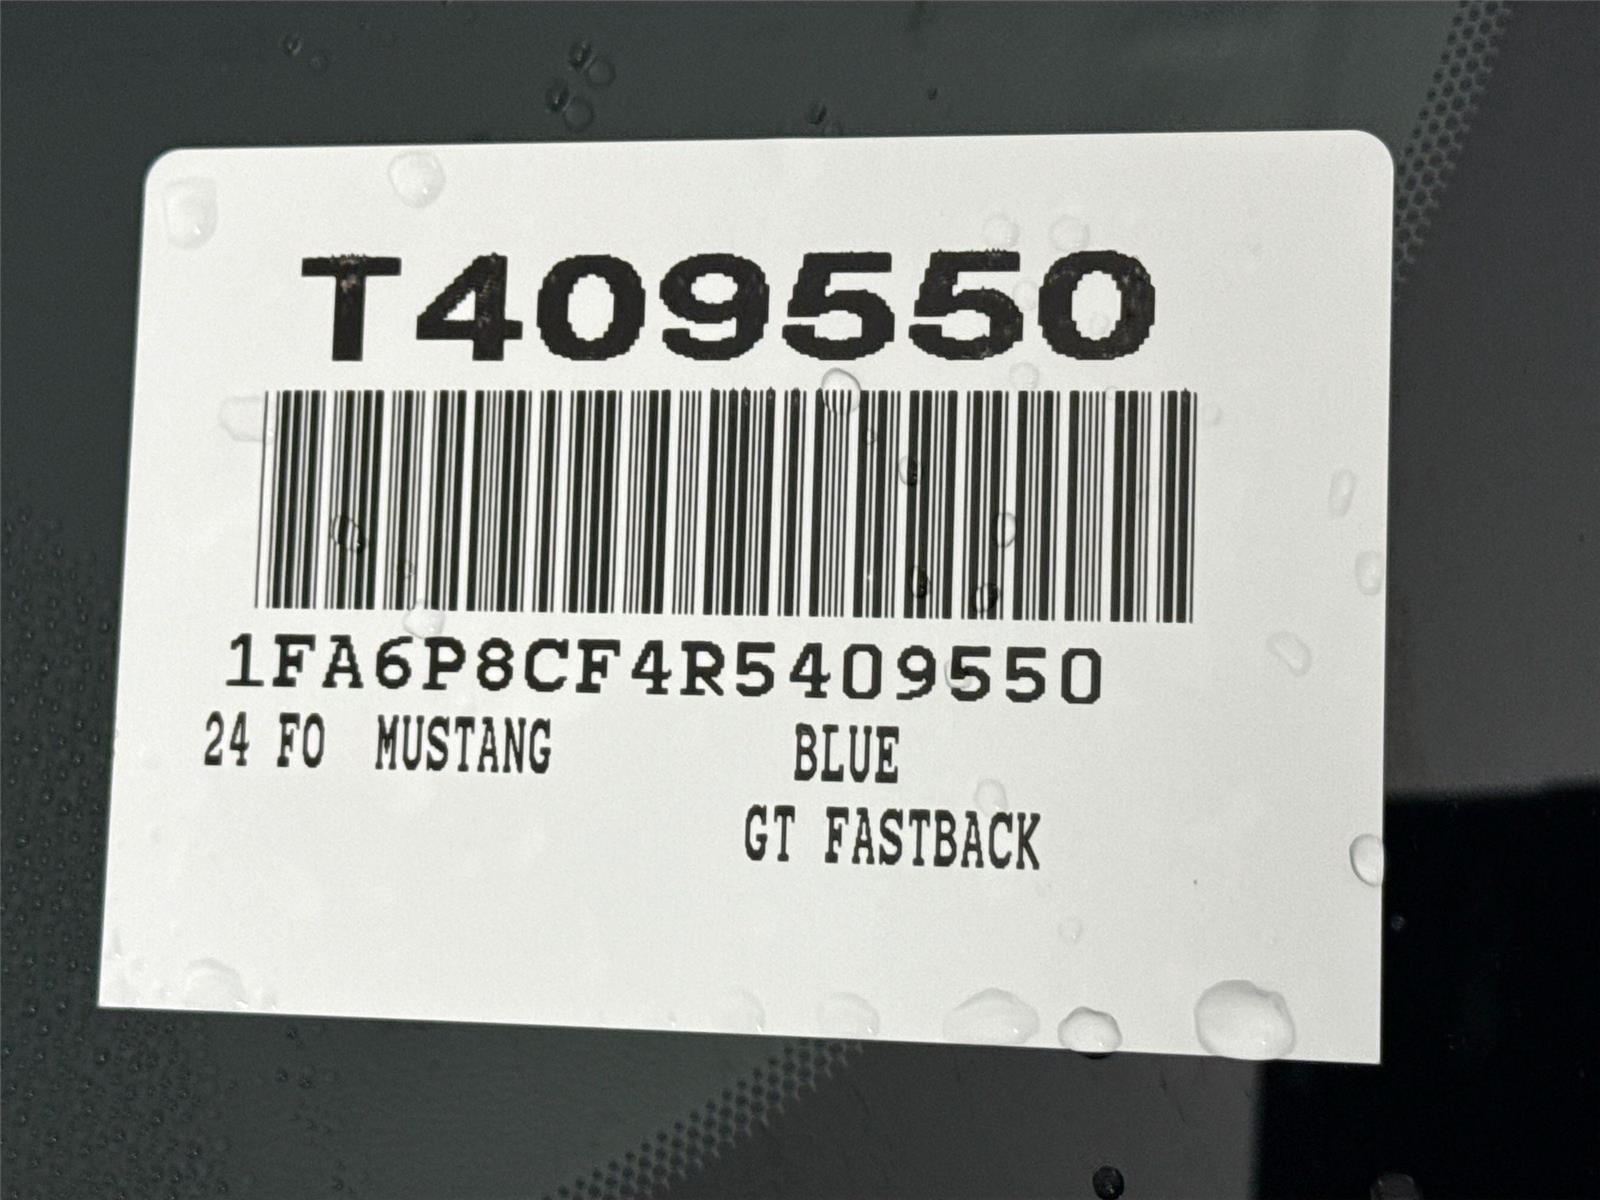 T409550
1FA6P8CF4R5409550
24 FO MUSTANG BLUE
GT FASTBACK